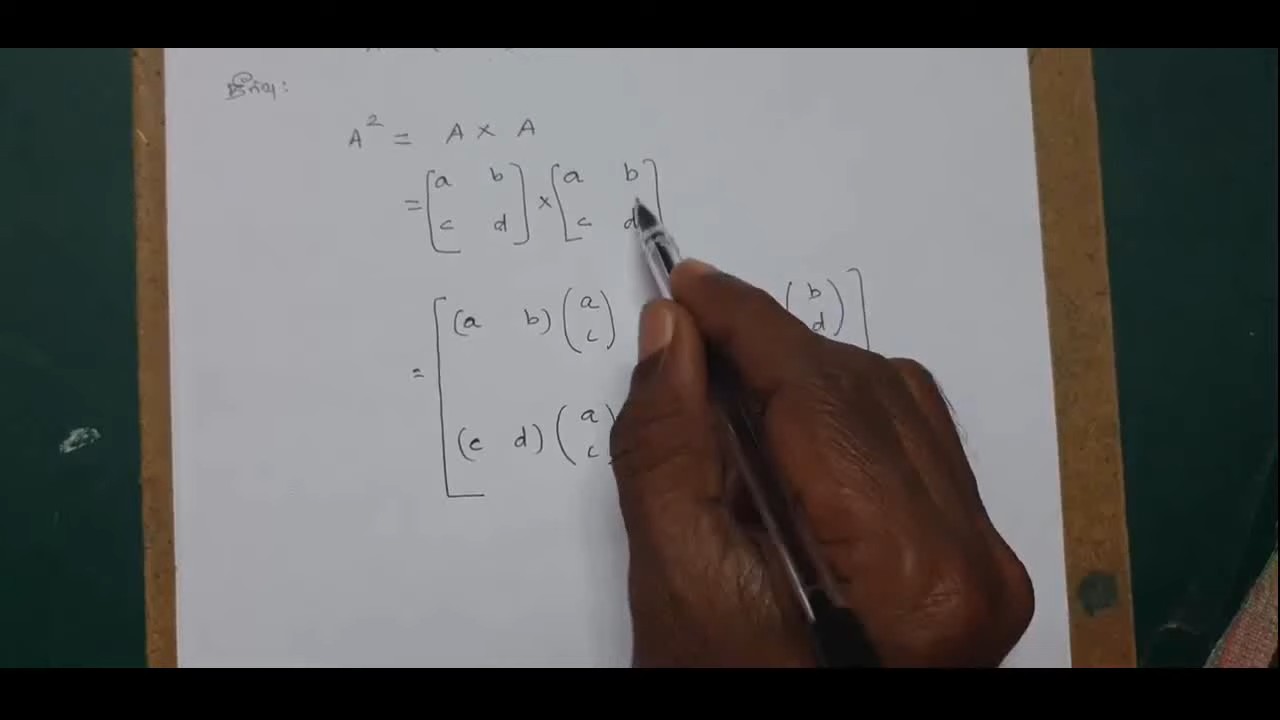 தீர்வு:
A² = A × A
= [a b c d] × [a b c d]
= [(a b)(a c) (b d)
(c d)(a c)